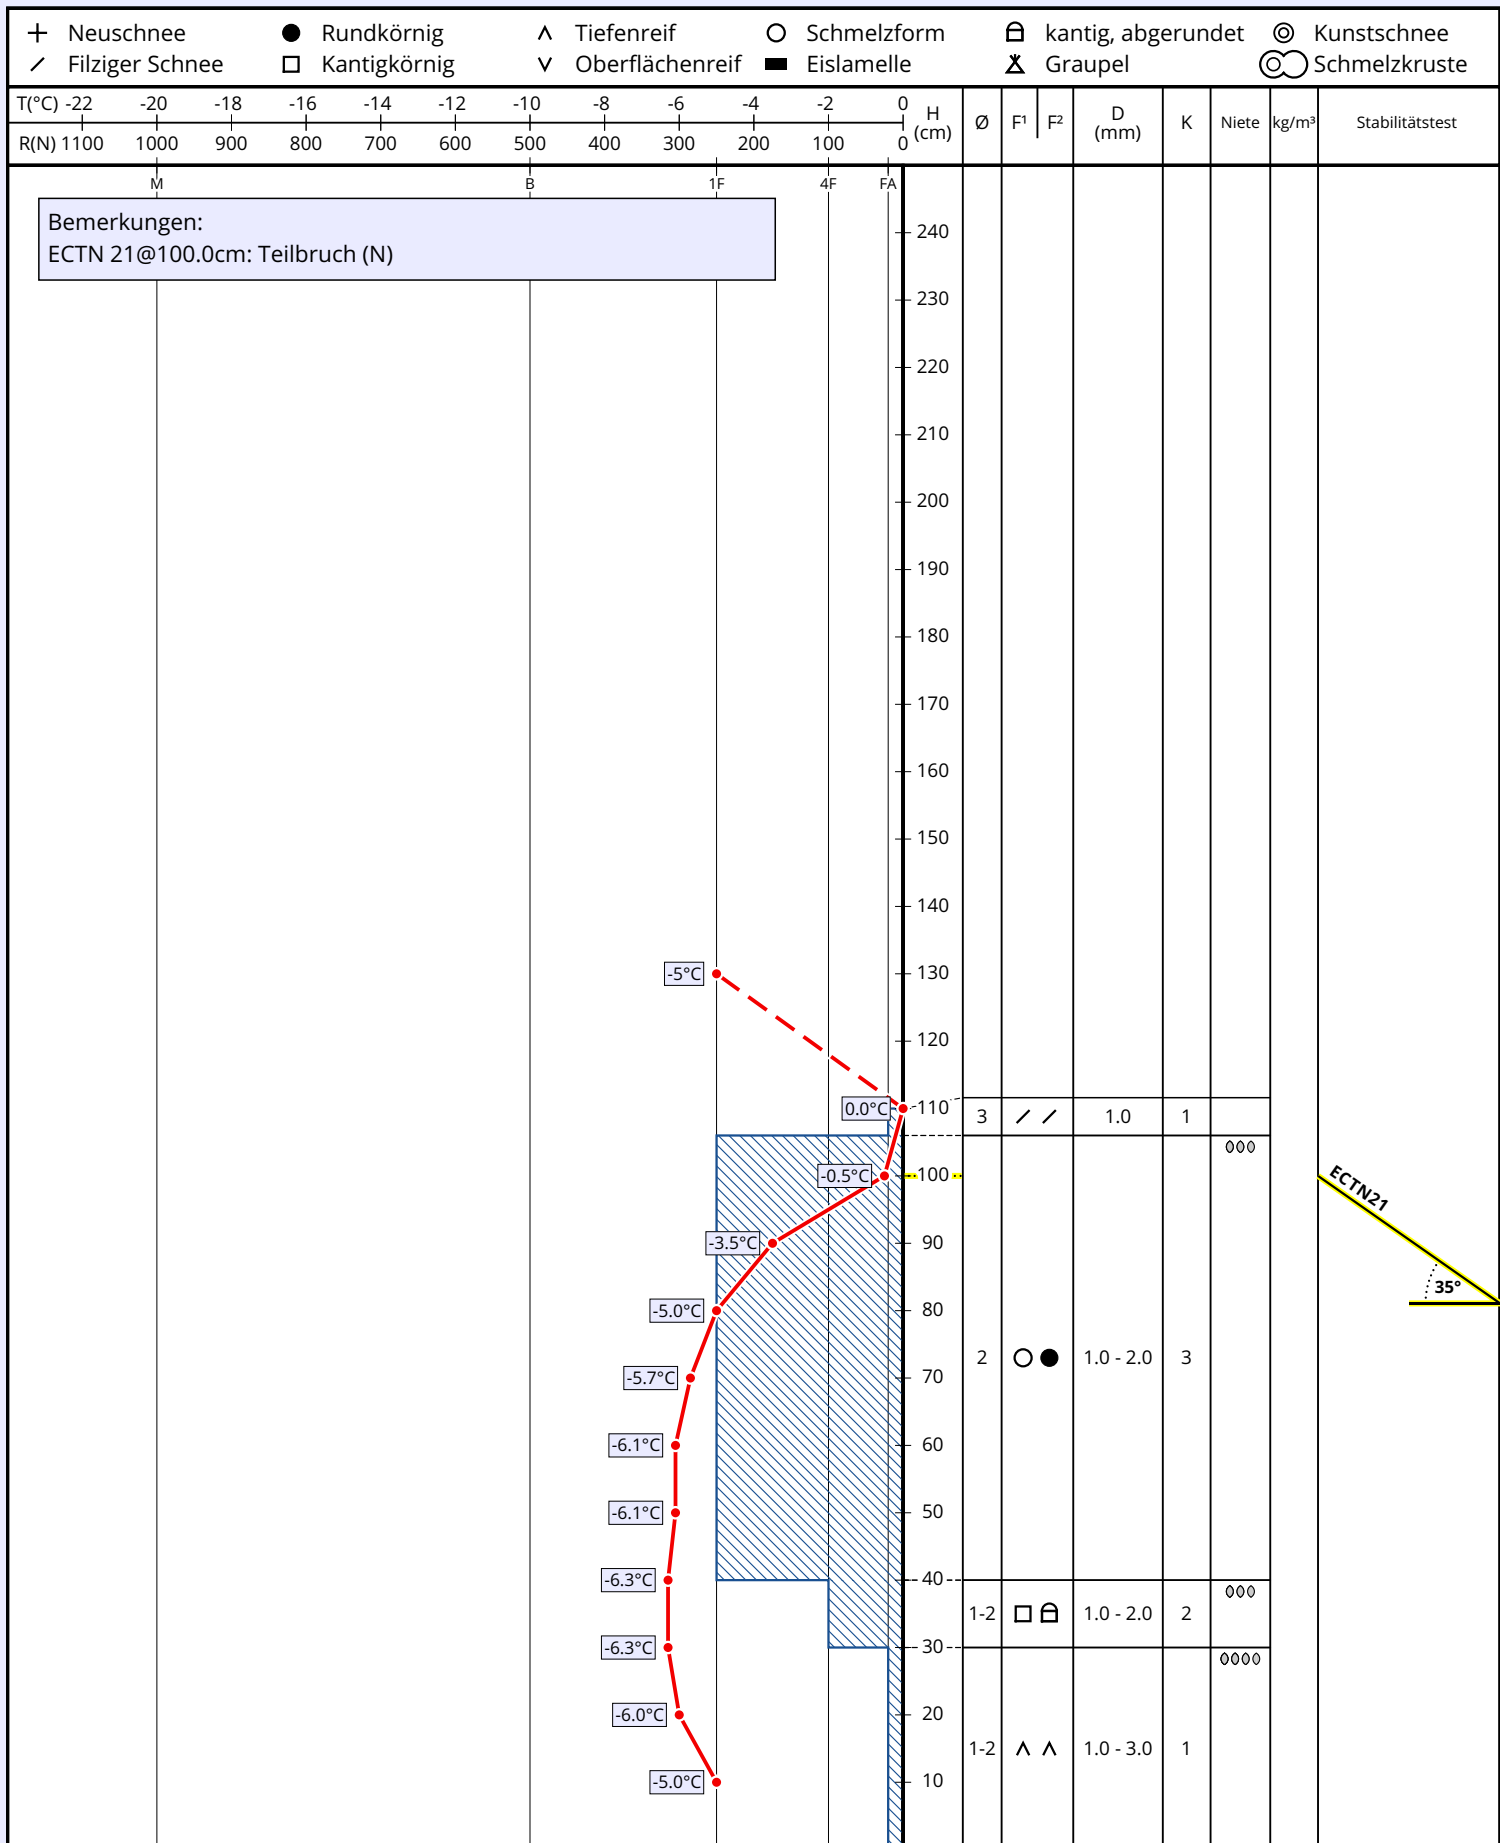 Neuschnee Rundkörnig Tiefenreif Schmelzform kantig, abgerundet Kunstschnee
Filziger Schnee Kantigkörnig Oberflächenreif Eislamelle Graupel Schmelzkruste
T(°C) -22 -20 -18 -16 -14 -12 -10 -8 -6 -4 -2 0
R(N) 1100 1000 900 800 700 600 500 400 300 200 100 0
H (cm) Ø F¹ F² D (mm) K Niete kg/m³ Stabilitätstest
M B 1F 4F FA
Bemerkungen:
ECTN 21@100.0cm: Teilbruch (N)
240
230
220
210
200
190
180
170
160
150
140
-5°C 130
120
0.0°C 110
3 1.0 1
-0.5°C 100
ECTN21
-3.5°C 90
35°
-5.0°C 80
2 1.0 - 2.0 3
-5.7°C 70
-6.1°C 60
-6.1°C 50
-6.3°C 40
1-2 1.0 - 2.0 2
-6.3°C 30
-6.0°C 20
1-2 1.0 - 3.0 1
-5.0°C 10